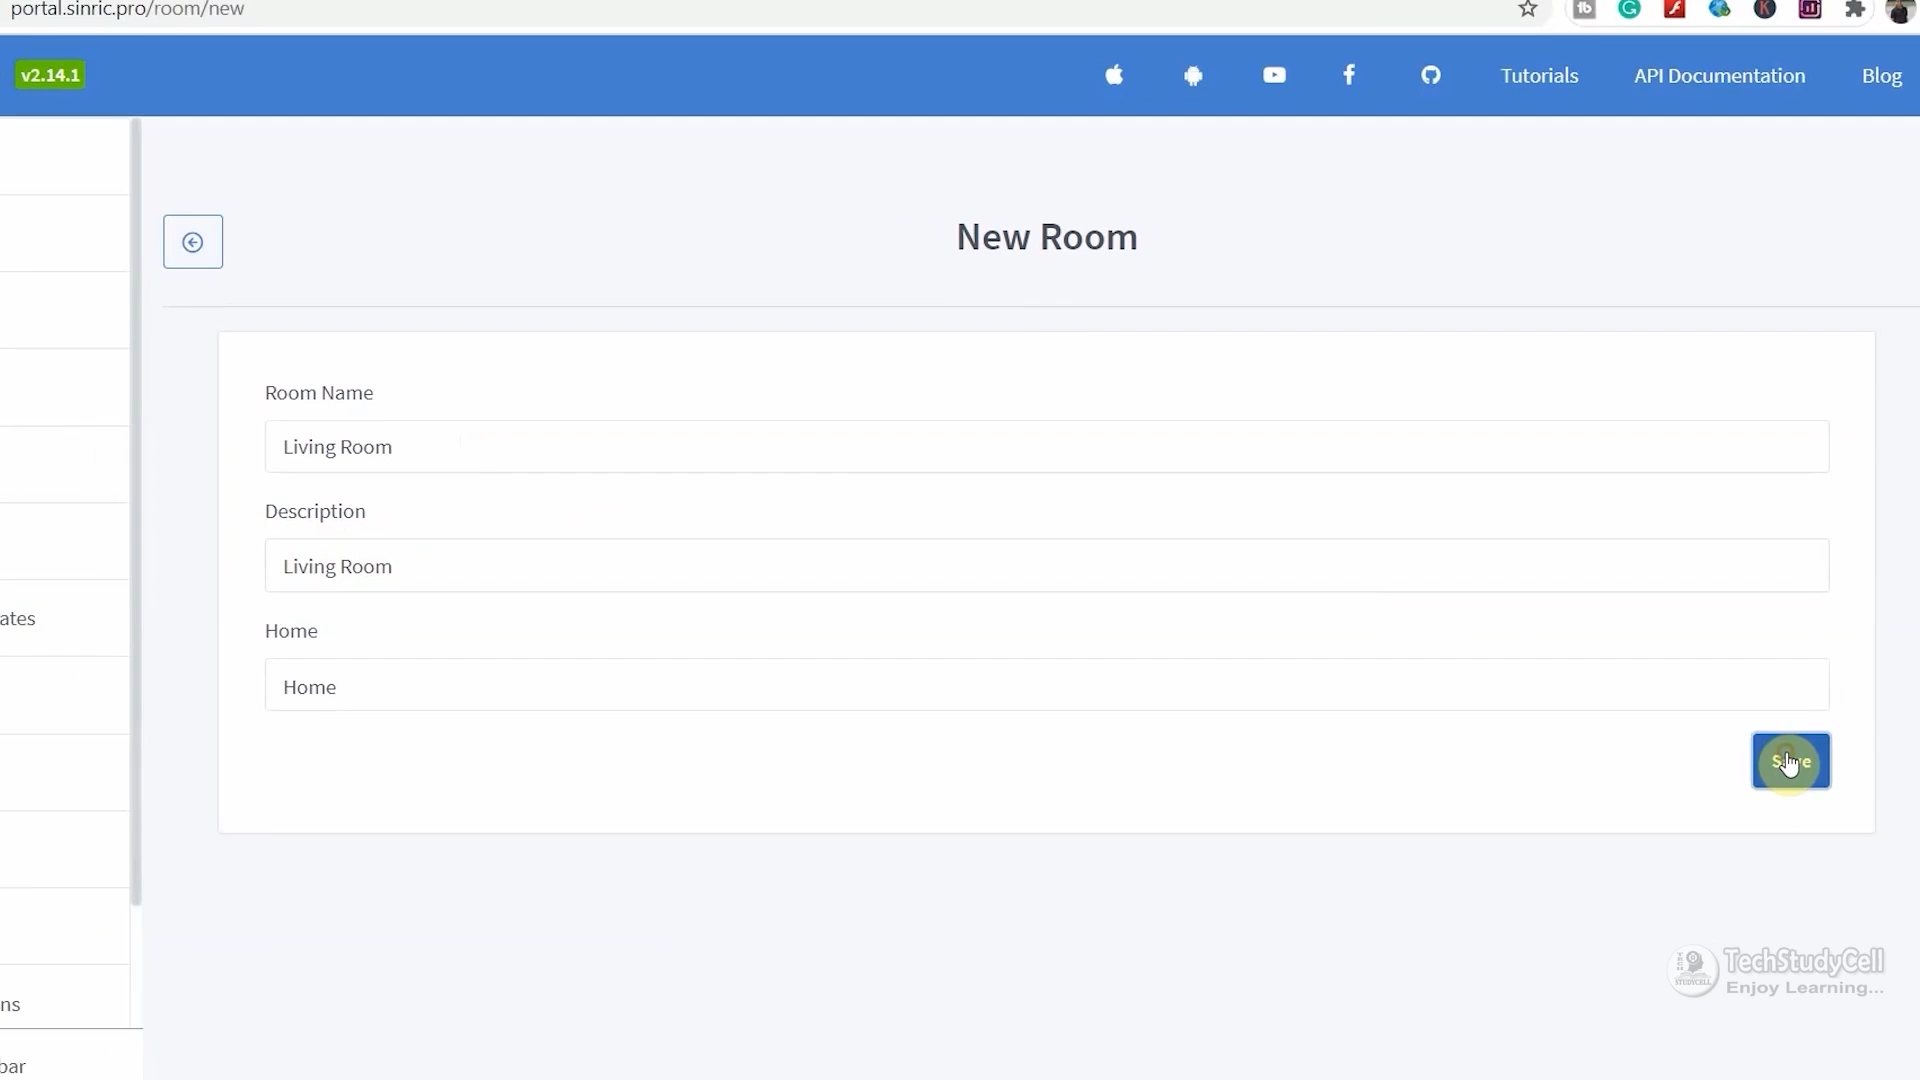 portal.sinric.pro/room/new
v2.14.1
Tutorials
API Documentation
Blog
New Room
Room Name
Living Room
Description
Living Room
Home
Home
Save
ates
ns
bar
TechStudyCell
Enjoy Learning...